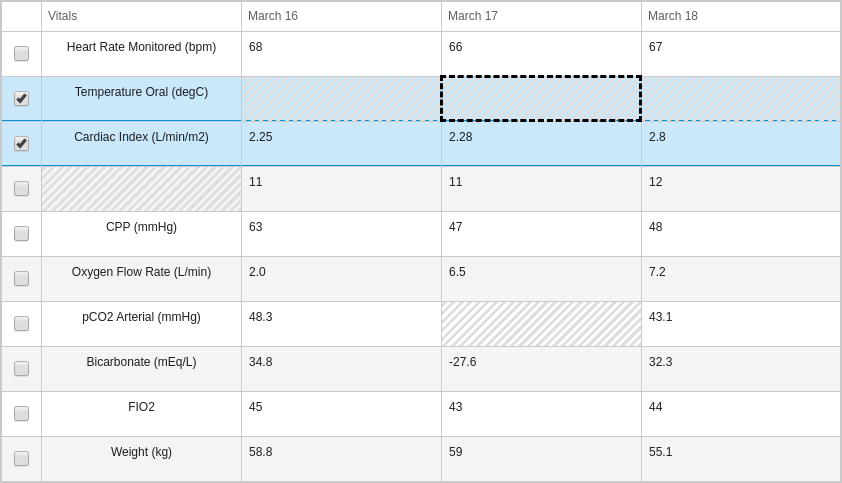 Vitals March 16 March 17 March 18
Heart Rate Monitored (bpm) 68 66 67
Temperature Oral (degC)
Cardiac Index (L/min/m2) 2.25 2.28 2.8
11 11 12
CPP (mmHg) 63 47 48
Oxygen Flow Rate (L/min) 2.0 6.5 7.2
pCO2 Arterial (mmHg) 48.3 43.1
Bicarbonate (mEq/L) 34.8 -27.6 32.3
FIO2 45 43 44
Weight (kg) 58.8 59 55.1